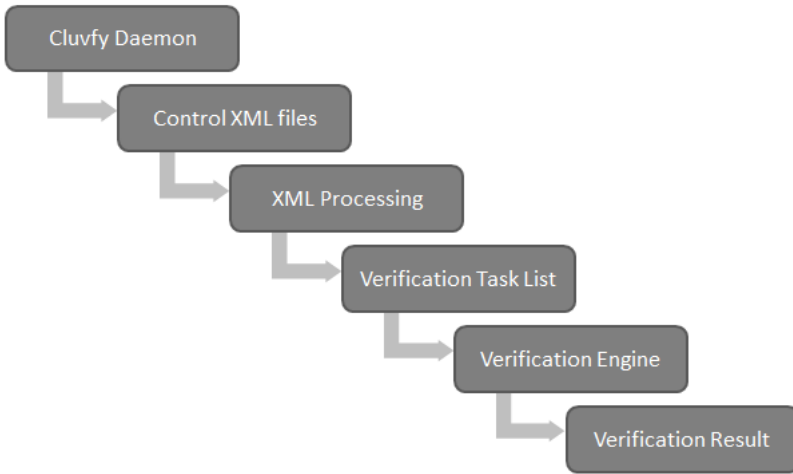 Cluvfy Daemon
Control XML files
XML Processing
Verification Task List
Verification Engine
Verification Result